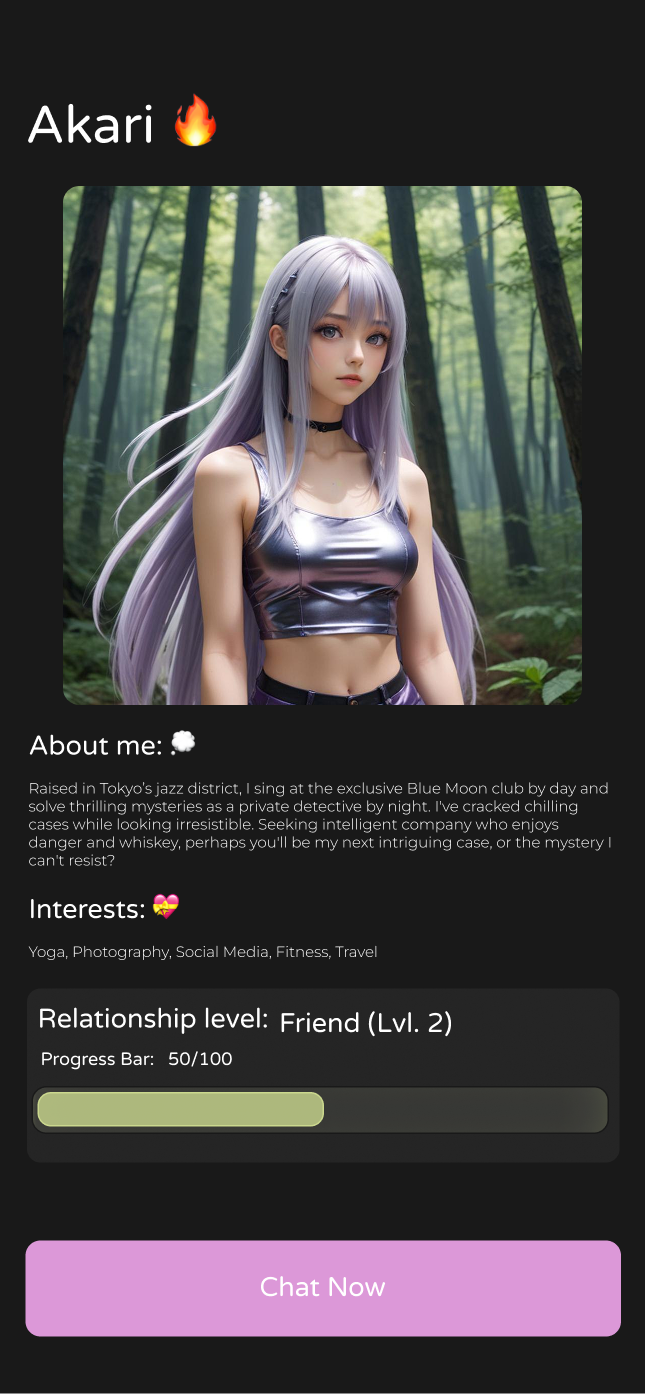 Akari 🔥
About me: 💭
Raised in Tokyo’s jazz district, I sing at the exclusive Blue Moon club by day and
solve thrilling mysteries as a private detective by night. I've cracked chilling
cases while looking irresistible. Seeking intelligent company who enjoys
danger and whiskey, perhaps you'll be my next intriguing case, or the mystery I
can't resist?
Interests: 💝
Yoga, Photography, Social Media, Fitness, Travel
Relationship level: Friend (Lvl. 2)
Progress Bar: 50/100
Chat Now